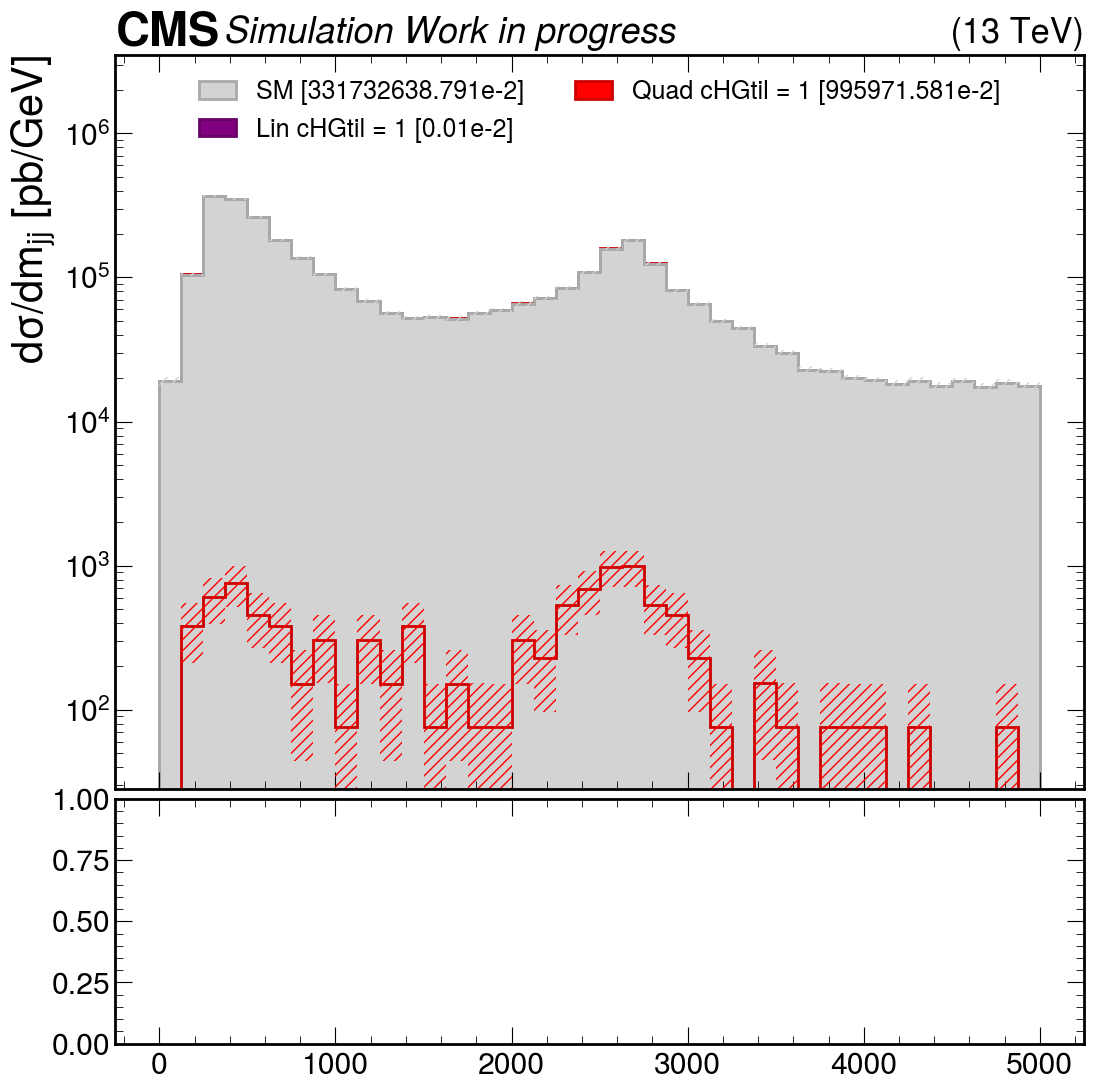 CMS Simulation Work in progress (13 TeV)
dσ/dm_jj [pb/GeV]
SM [331732638.791e-2]
Quad cHGtil = 1 [995971.581e-2]
Lin cHGtil = 1 [0.01e-2]
10^6
10^5
10^4
10^3
10^2
1.00
0.75
0.50
0.25
0.00
0 1000 2000 3000 4000 5000